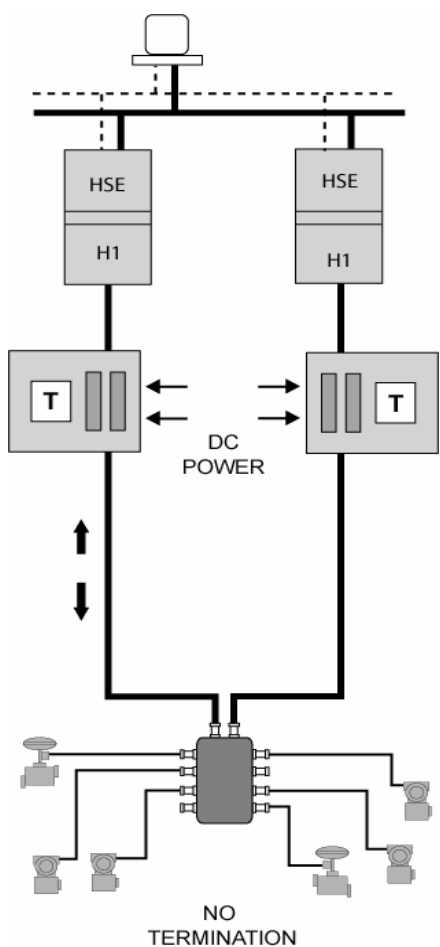 HSE
HSE
H1
H1
T
T
DC
POWER
NO
TERMINATION